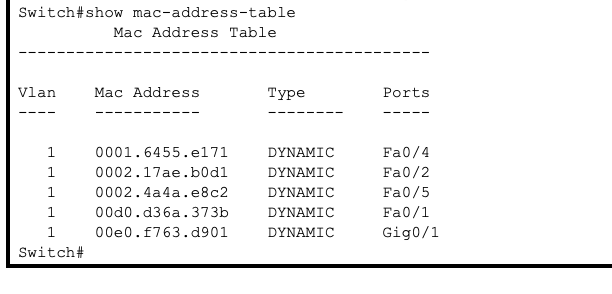 Switch#show mac-address-table
Mac Address Table
-------------------------------------------
Vlan    Mac Address       Type        Ports
----    -----------       --------    -----
1    0001.6455.e171    DYNAMIC     Fa0/4
1    0002.17ae.b0d1    DYNAMIC     Fa0/2
1    0002.4a4a.e8c2    DYNAMIC     Fa0/5
1    00d0.d36a.373b    DYNAMIC     Fa0/1
1    00e0.f763.d901    DYNAMIC     Gig0/1
Switch#